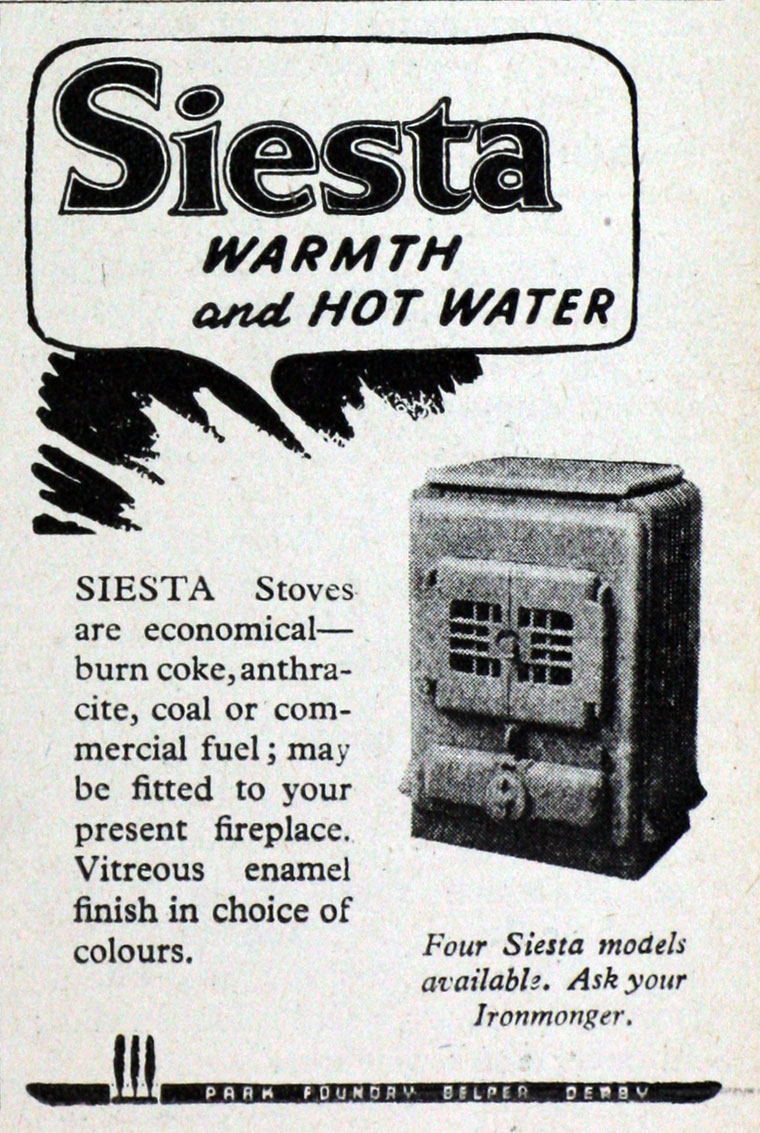 Siesta
WARMTH
and HOT WATER
SIESTA Stoves
are economical—
burn coke, anthra-
cite, coal or com-
mercial fuel; may
be fitted to your
present fireplace.
Vitreous enamel
finish in choice of
colours.
Four Siesta models
available. Ask your
Ironmonger.
PARK FOUNDRY BELPER DERBY